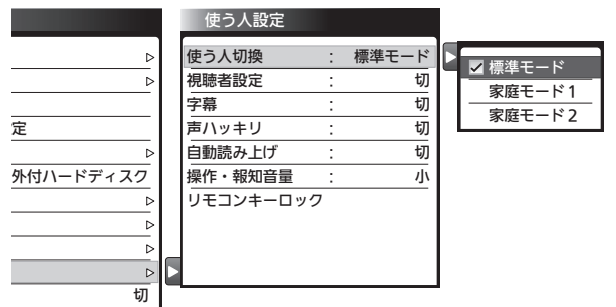 定
外付ハードディスク
切
使う人設定
使う人切換 : 標準モード
視聴者設定 : 切
字幕 : 切
声ハッキリ : 切
自動読み上げ : 切
操作・報知音量 : 小
リモコンキーロック
標準モード
家庭モード1
家庭モード2